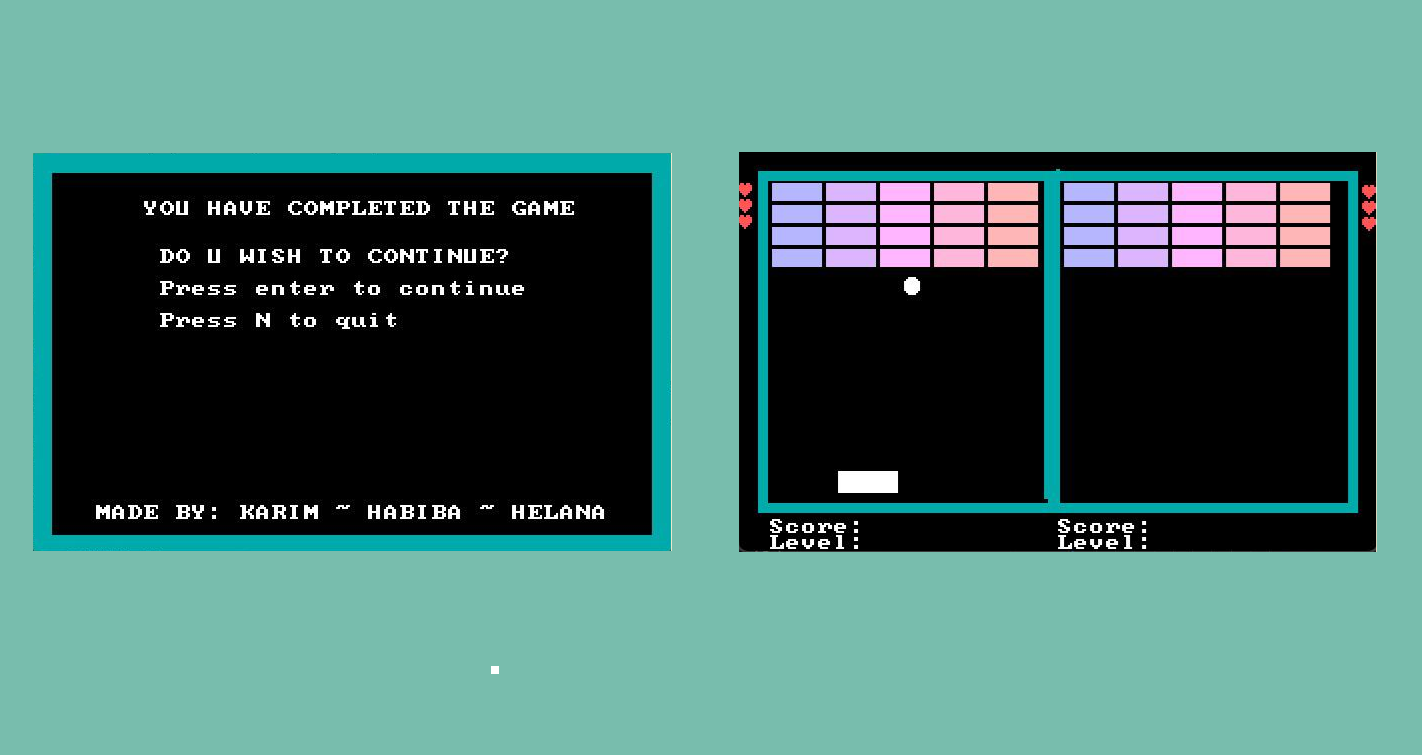 YOU HAVE COMPLETED THE GAME
DO U WISH TO CONTINUE?
Press enter to continue
Press N to quit
MADE BY: KARIM ~ HABIBA ~ HELANA
Score:
Level:
Score:
Level: